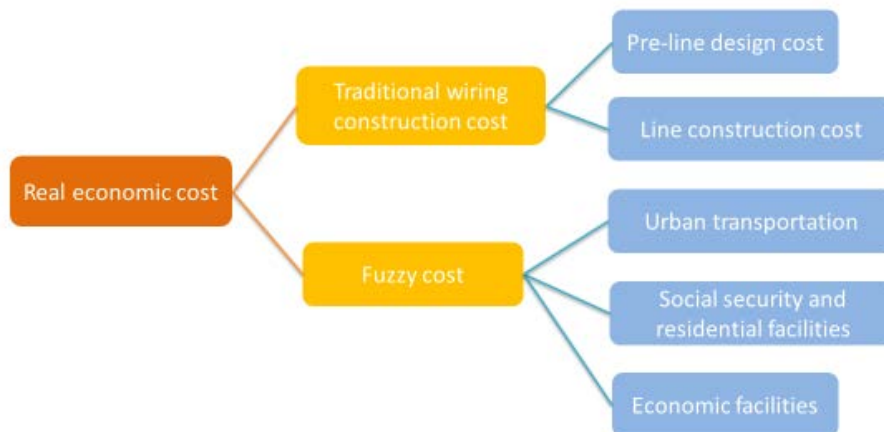 Real economic cost
Traditional wiring
construction cost
Fuzzy cost
Pre-line design cost
Line construction cost
Urban transportation
Social security and
residential facilities
Economic facilities